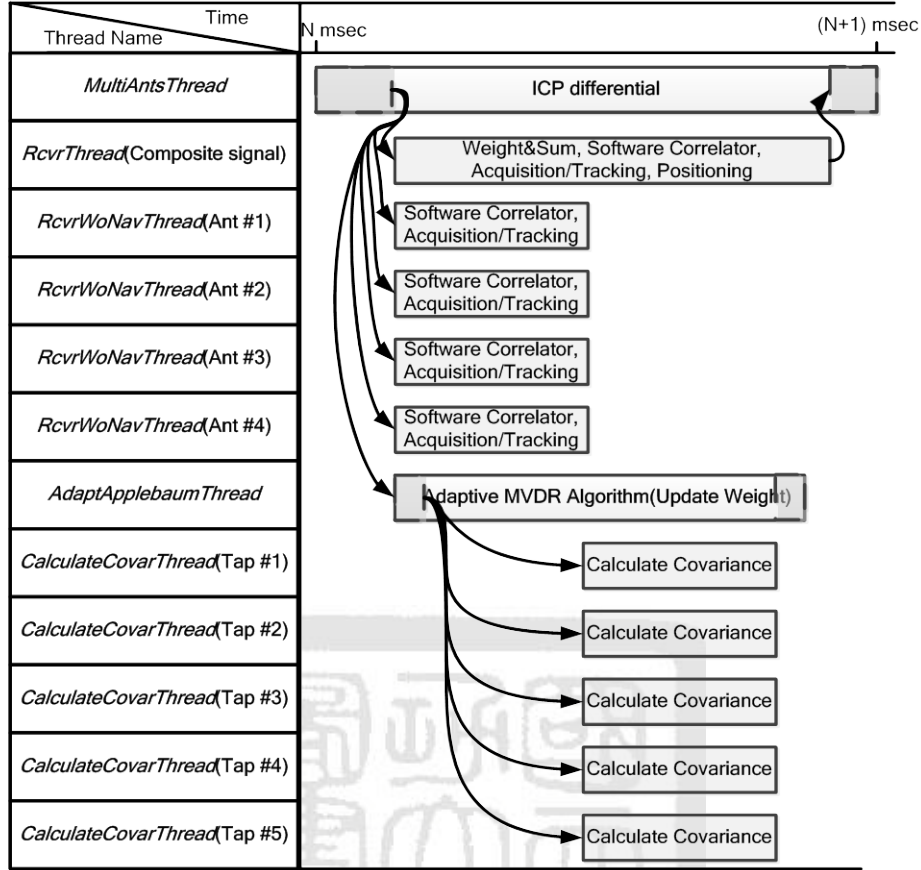 Time
Thread Name
N msec
(N+1) msec
MultiAntsThread
ICP differential
RcvrThread(Composite signal)
Weight&Sum, Software Correlator,
Acquisition/Tracking, Positioning
RcvrWoNavThread(Ant #1)
Software Correlator,
Acquisition/Tracking
RcvrWoNavThread(Ant #2)
Software Correlator,
Acquisition/Tracking
RcvrWoNavThread(Ant #3)
Software Correlator,
Acquisition/Tracking
RcvrWoNavThread(Ant #4)
Software Correlator,
Acquisition/Tracking
AdaptApplebaumThread
Adaptive MVDR Algorithm(Update Weight)
CalculateCovarThread(Tap #1)
Calculate Covariance
CalculateCovarThread(Tap #2)
Calculate Covariance
CalculateCovarThread(Tap #3)
Calculate Covariance
CalculateCovarThread(Tap #4)
Calculate Covariance
CalculateCovarThread(Tap #5)
Calculate Covariance